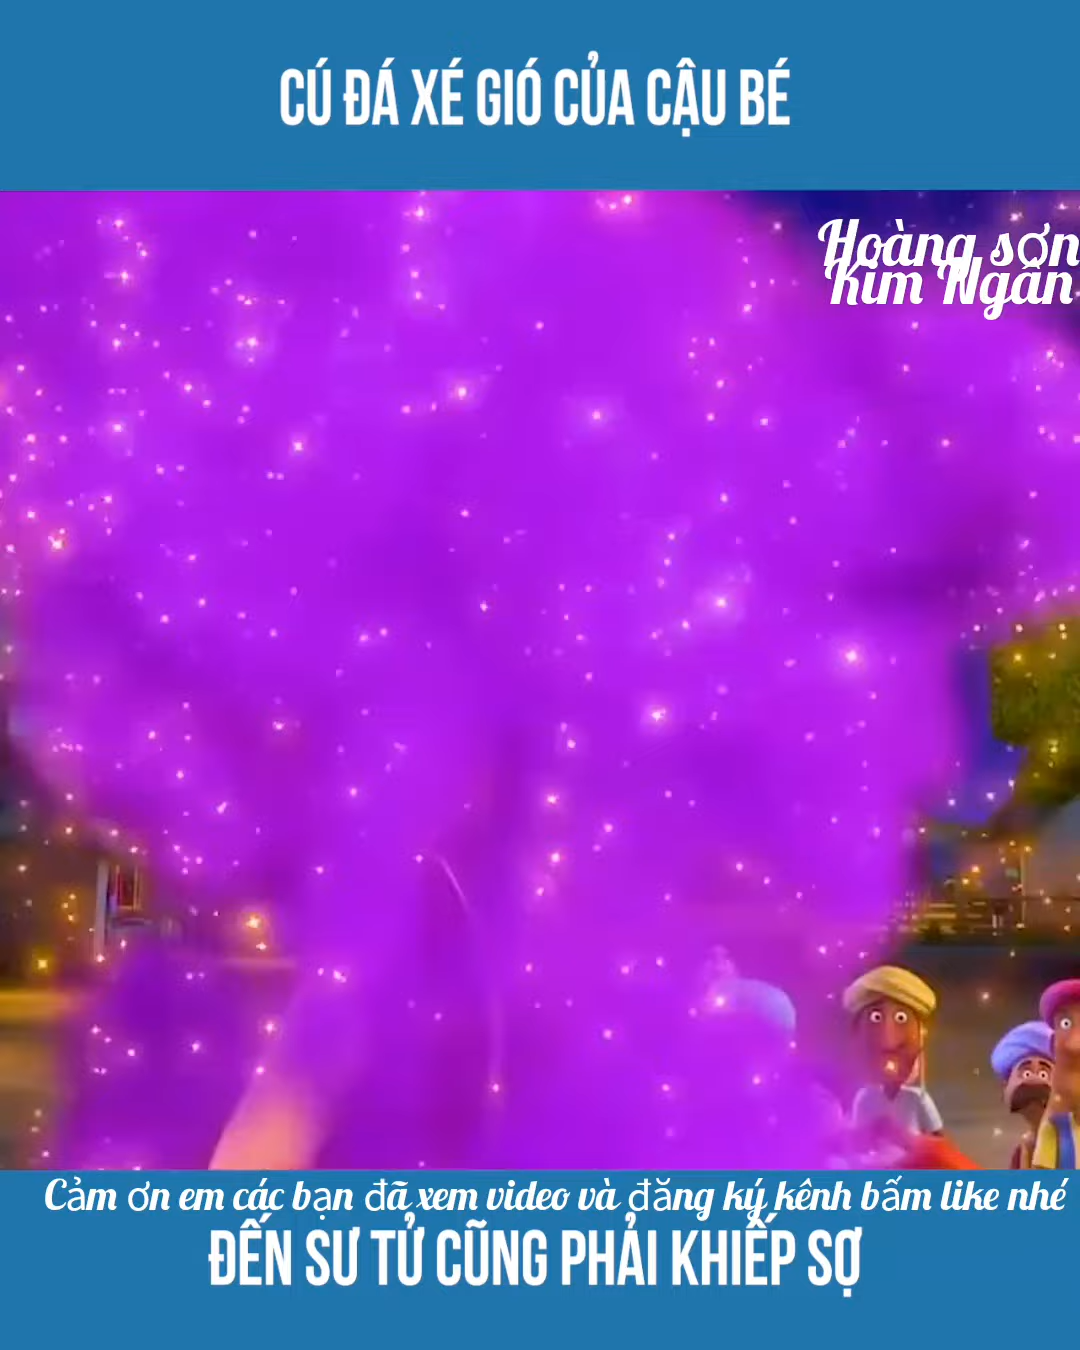 CÚ ĐÁ XÉ GIÓ CỦA CẬU BÉ
Hoàng sơn
Kim Ngân
Cảm ơn em các bạn đã xem video và đăng ký kênh bấm like nhé
ĐẾN SƯ TỬ CŨNG PHẢI KHIẾP SỢ